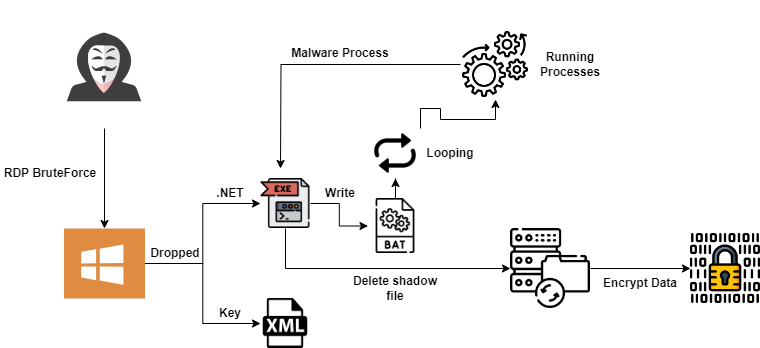 Malware Process
Running
Processes
Looping
RDP BruteForce
.NET
EXE
Write
BAT
Dropped
Delete shadow
file
Encrypt Data
Key
XML